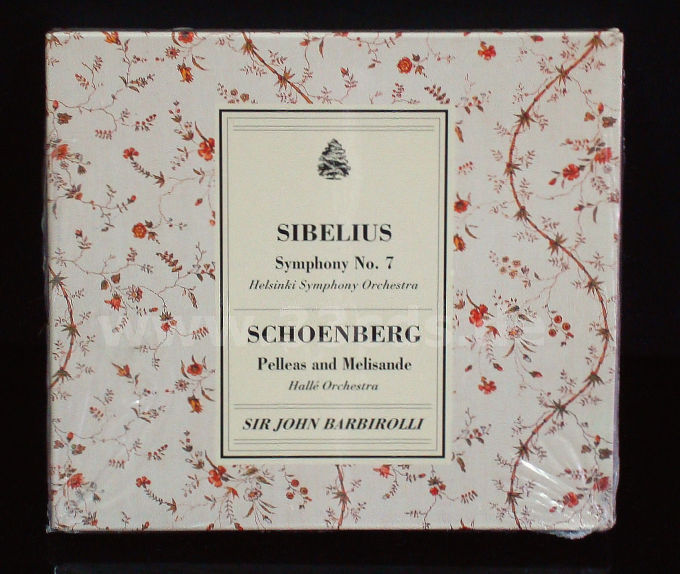 SIBELIUS
Symphony No. 7
Helsinki Symphony Orchestra
SCHOENBERG
Pelleas and Melisande
Hallé Orchestra
SIR JOHN BARBIROLLI